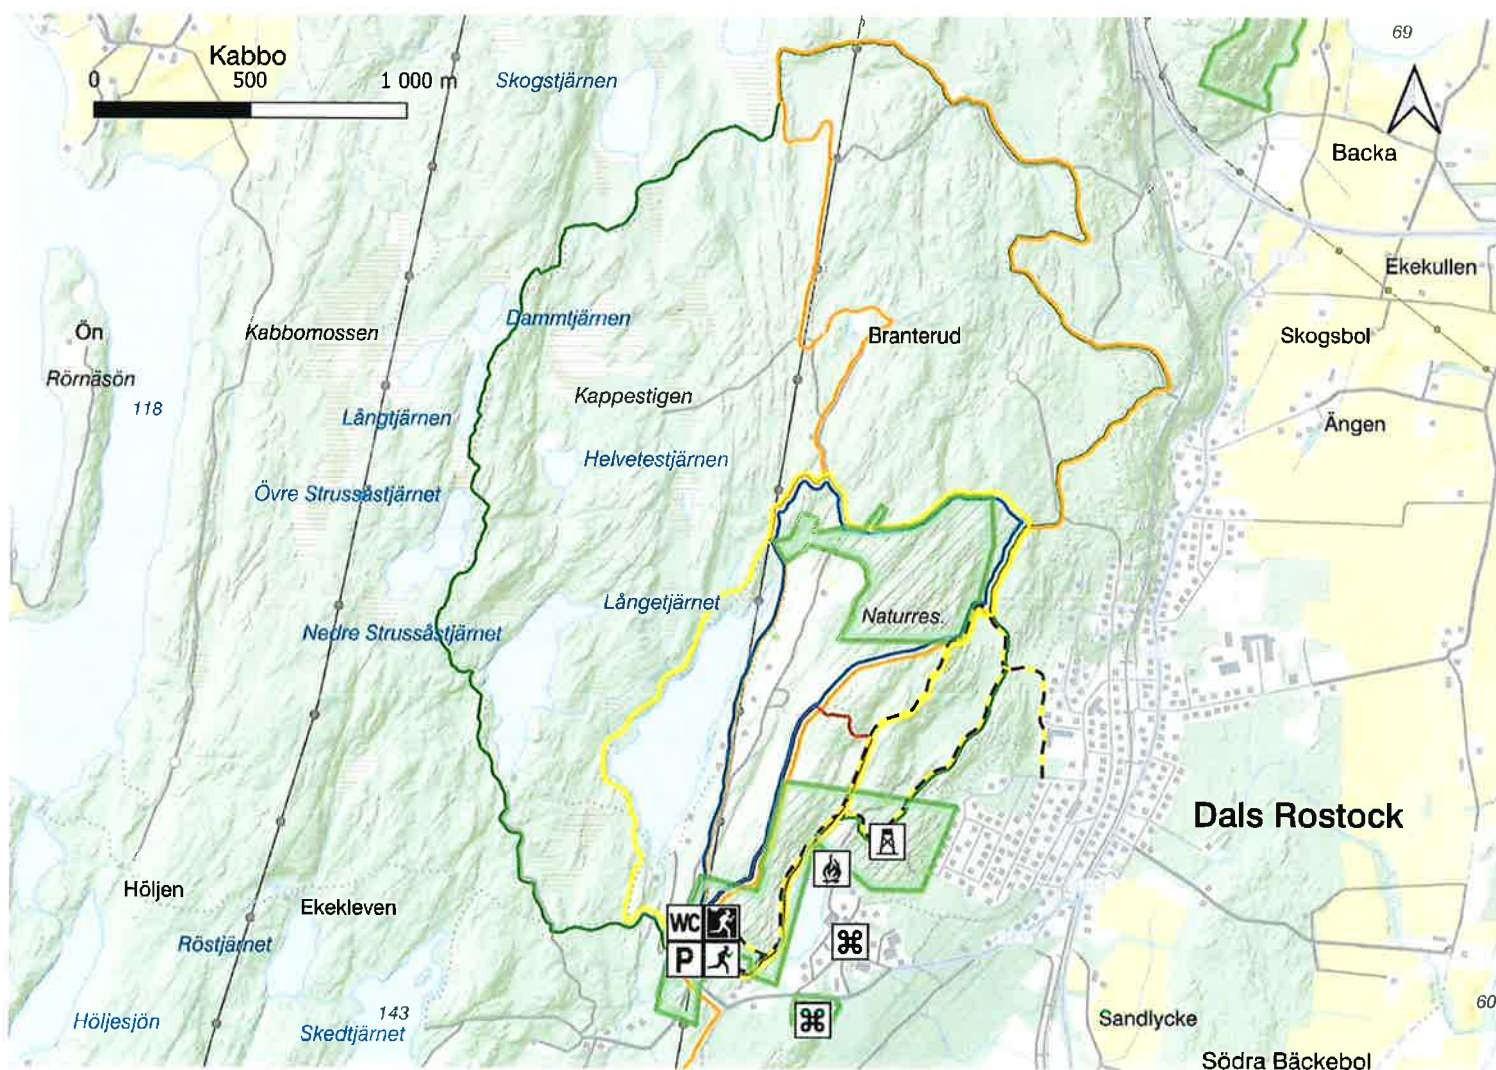 69
Kabbo
0 500 1 000 m
Skogstjärnen
Backa
Ekekullen
Dammtjärnen
Ön
Kabbomossen
Branterud
Skogsbol
Rörnäsön
Kappestigen
118
Långtjärnen
Ängen
Helvetestjärnen
Övre Strussåstjärnet
Långetjärnet
Naturres.
Nedre Strussåstjärnet
Dals Rostock
Höljen
Ekekleven
WC
Röstjärnet
P
60
143
Höljesjön
Skedtjärnet
Sandlycke
Södra Bäckebol